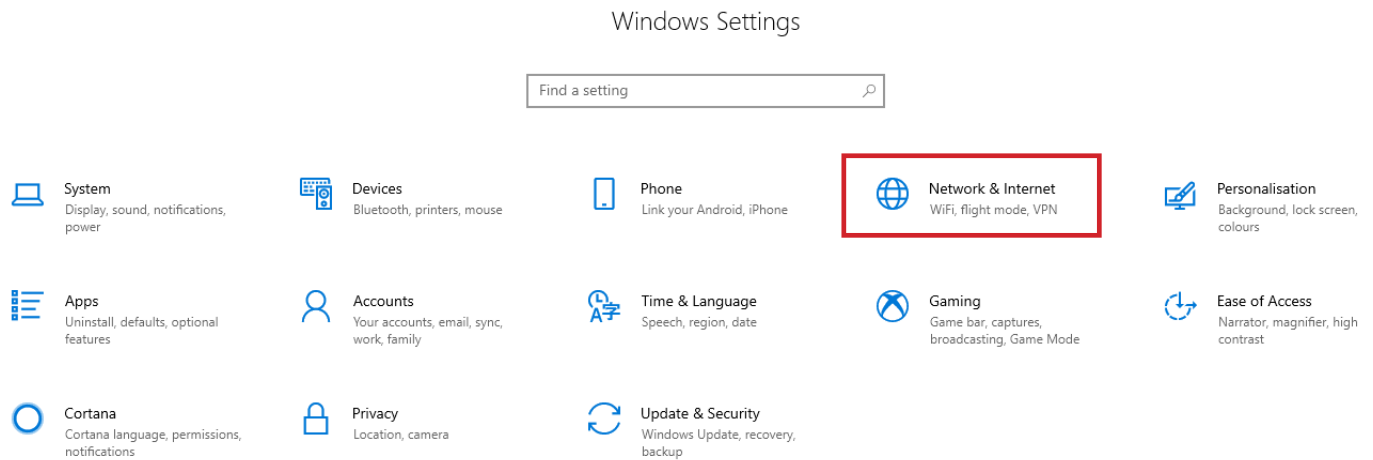 Windows Settings
Find a setting
System
Display, sound, notifications,
power
Devices
Bluetooth, printers, mouse
Phone
Link your Android, iPhone
Network & Internet
WiFi, flight mode, VPN
Personalisation
Background, lock screen,
colours
Apps
Uninstall, defaults, optional
features
Accounts
Your accounts, email, sync,
work, family
Time & Language
Speech, region, date
Gaming
Game bar, captures,
broadcasting, Game Mode
Ease of Access
Narrator, magnifier, high
contrast
Cortana
Cortana language, permissions,
notifications
Privacy
Location, camera
Update & Security
Windows Update, recovery,
backup